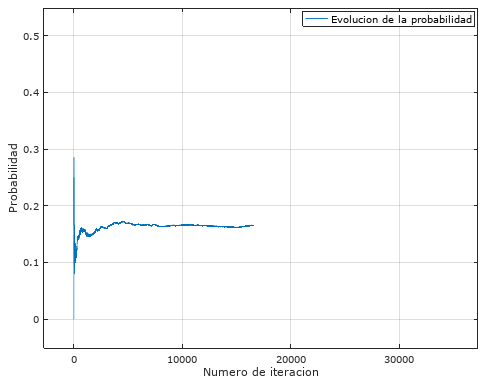 Evolucion de la probabilidad
Probabilidad
0.5
0.4
0.3
0.2
0.1
0
0 10000 20000 30000
Numero de iteracion